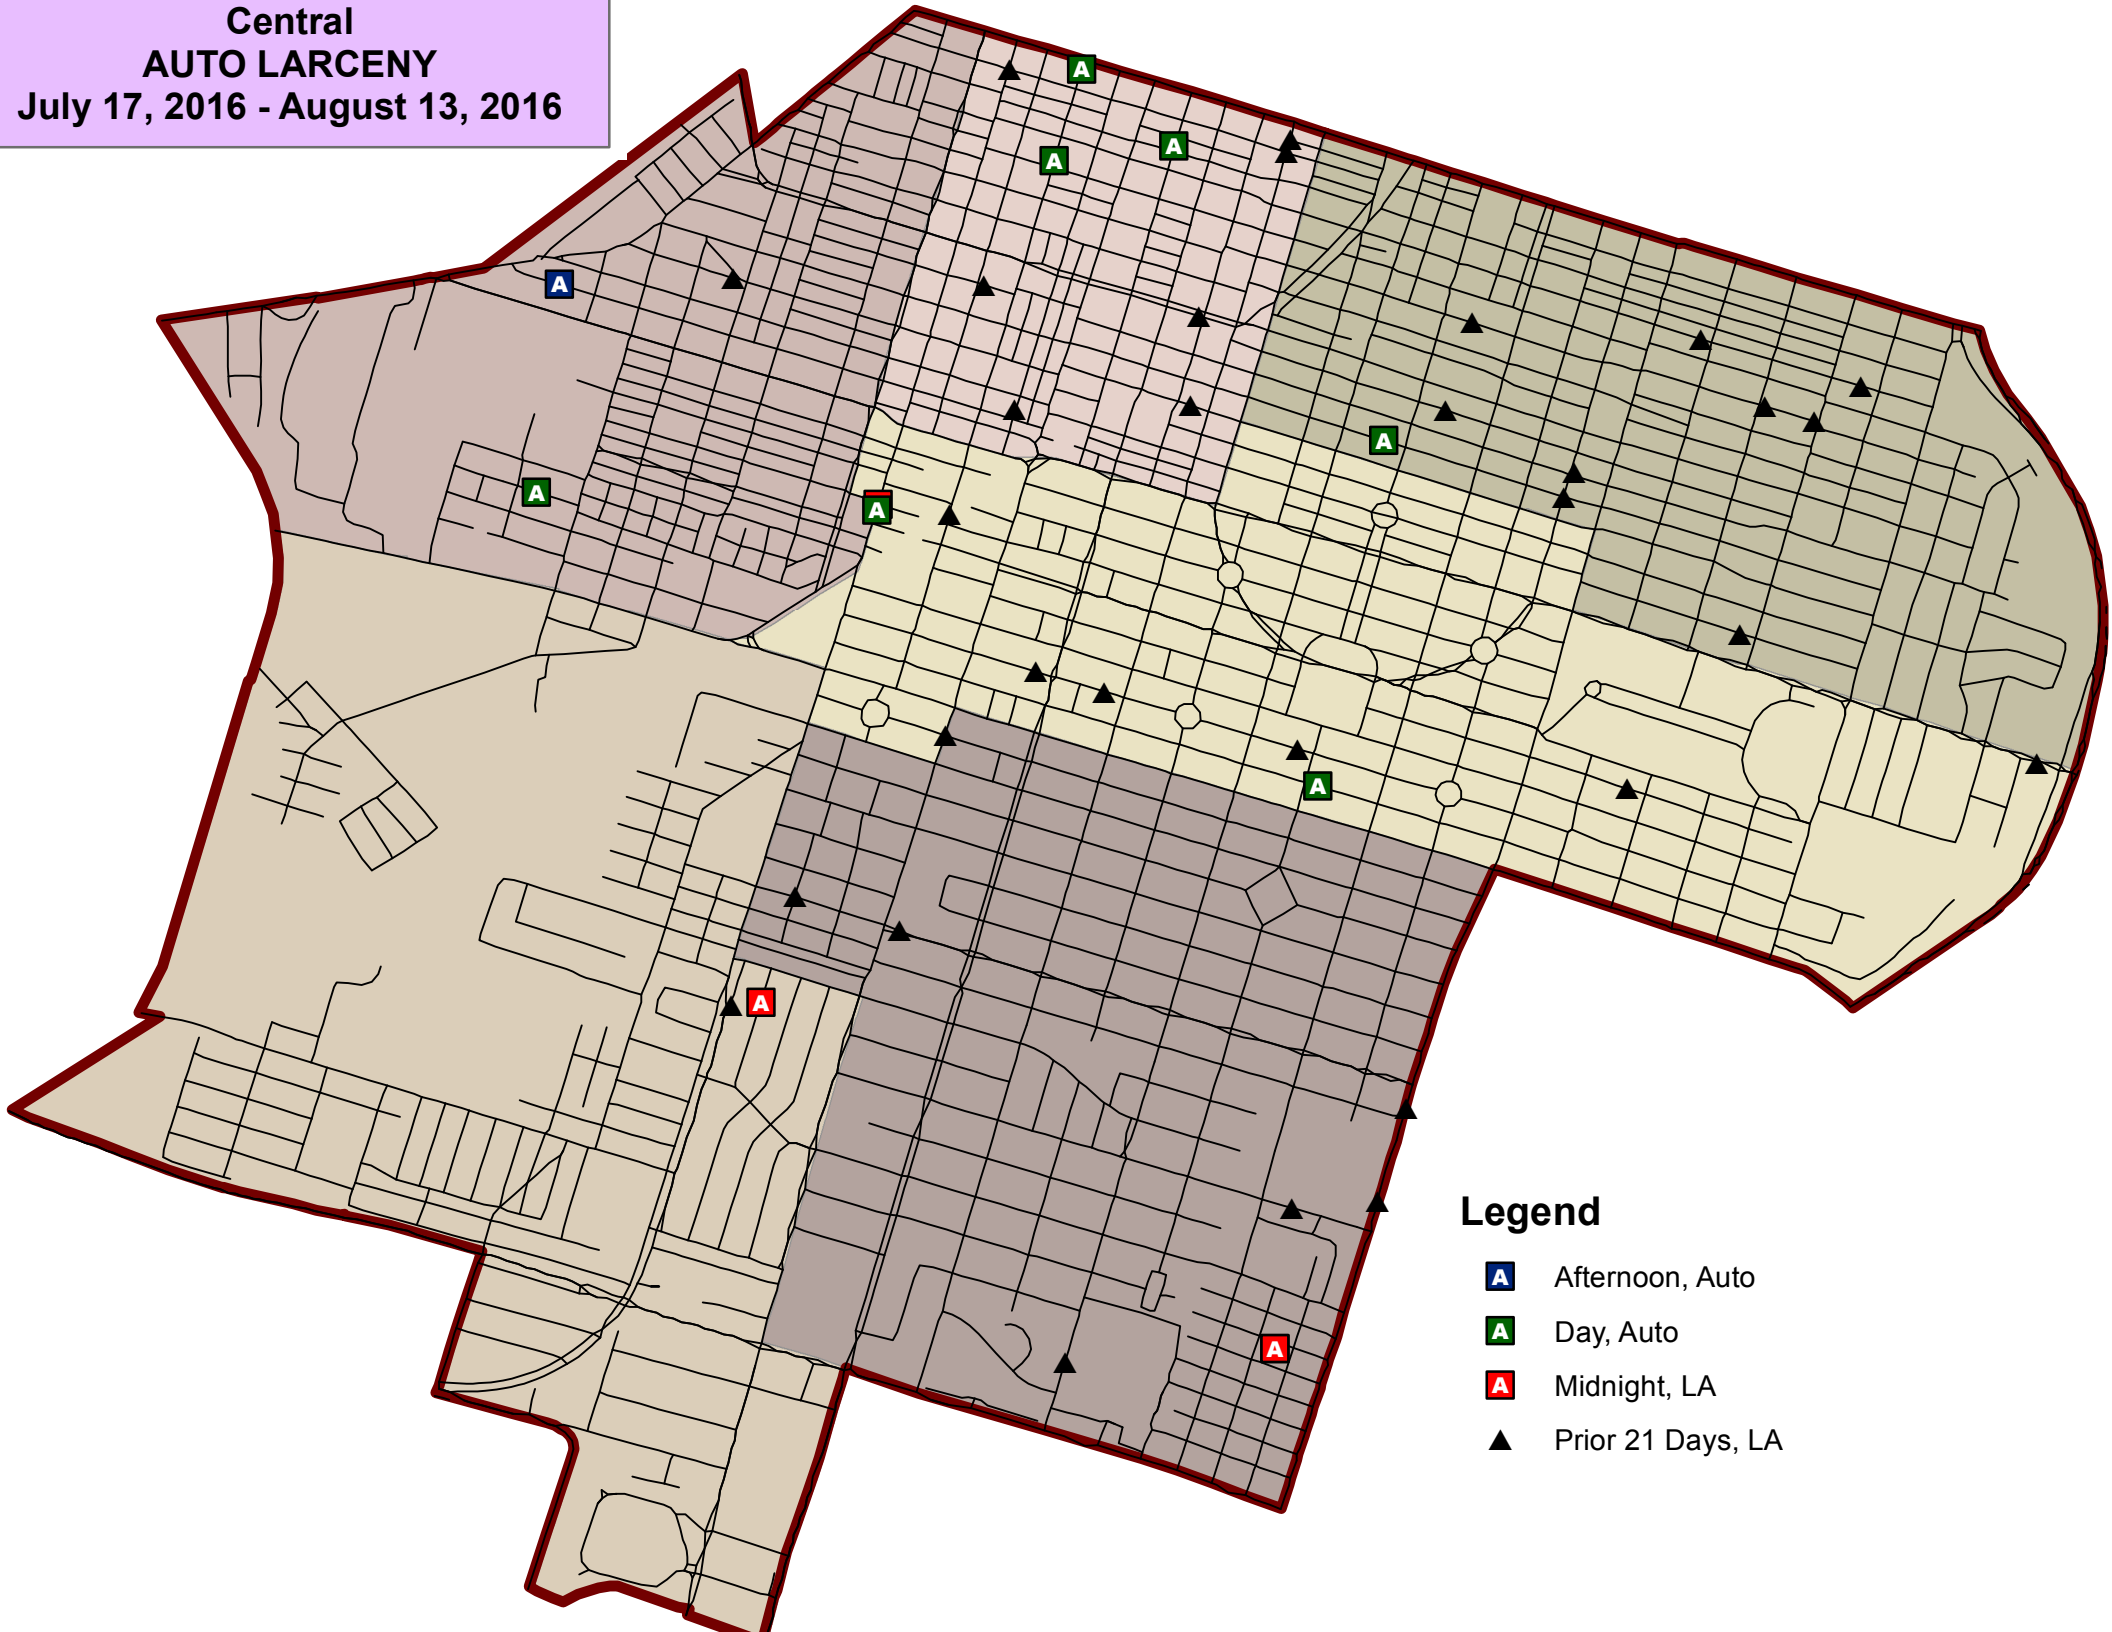 Central
AUTO LARCENY
July 17, 2016 - August 13, 2016
A
A
A
A
A
A
A
A
A
A
A
Legend
A Afternoon, Auto
A Day, Auto
A Midnight, LA
Prior 21 Days, LA